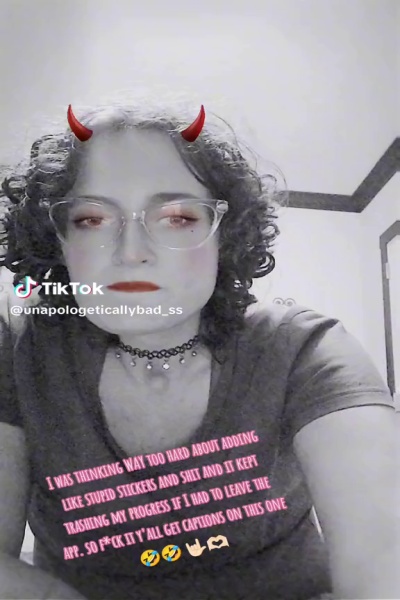 TikTok
@unapologeticallybad_ss
I WAS THINKING WAY TOO HARD ABOUT ADDING
LIKE STUPID STICKERS AND SHIT AND IT KEPT
TRASHING MY PROGRESS IF I HAD TO LEAVE THE
APP. SO F*CK IT Y'ALL GET CAPTIONS ON THIS ONE
🤣🤣 🤟🏻🫶🏻